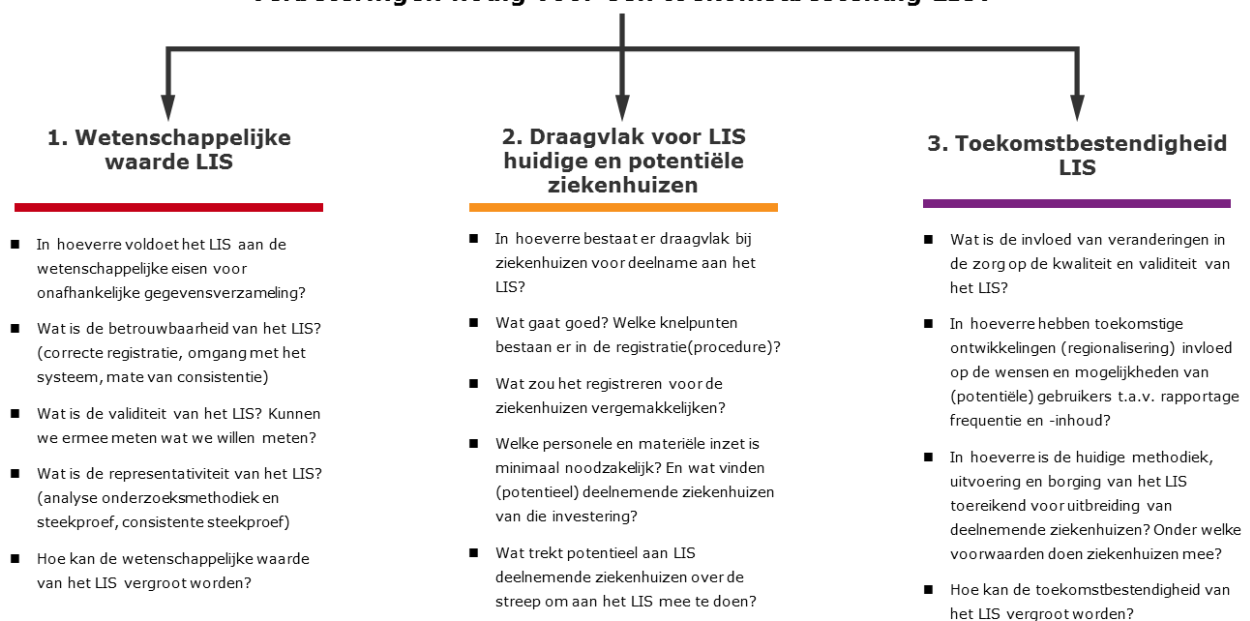 verbeteringen nodig voor een toekomstbestendig LIS?
1. Wetenschappelijke
waarde LIS
In hoeverre voldoet het LIS aan de
wetenschappelijke eisen voor
onafhankelijke gegevensverzameling?
Wat is de betrouwbaarheid van het LIS?
(correcte registratie, omgang met het
systeem, mate van consistentie)
Wat is de validiteit van het LIS? Kunnen
we ermee meten wat we willen meten?
Wat is de representativiteit van het LIS?
(analyse onderzoeksmethodiek en
steekproef, consistente steekproef)
Hoe kan de wetenschappelijke waarde
van het LIS vergroot worden?
2. Draagvlak voor LIS
huidige en potentiële
ziekenhuizen
In hoeverre bestaat er draagvlak bij
ziekenhuizen voor deelname aan het
LIS?
Wat gaat goed? Welke knelpunten
bestaan er in de registratie(procedure)?
Wat zou het registreren voor de
ziekenhuizen vergemakkelijken?
Welke personele en materiële inzet is
minimaal noodzakelijk? En wat vinden
(potentieel) deelnemende ziekenhuizen
van die investering?
Wat trekt potentieel aan LIS
deelnemende ziekenhuizen over de
streep om aan het LIS mee te doen?
3. Toekomstbestendigheid
LIS
Wat is de invloed van veranderingen in
de zorg op de kwaliteit en validiteit van
het LIS?
In hoeverre hebben toekomstige
ontwikkelingen (regionalisering) invloed
op de wensen en mogelijkheden van
(potentiële) gebruikers t.a.v. rapportage
frequentie en -inhoud?
In hoeverre is de huidige methodiek,
uitvoering en borging van het LIS
toereikend voor uitbreiding van
deelnemende ziekenhuizen? Onder welke
voorwaarden doen ziekenhuizen mee?
Hoe kan de toekomstbestendigheid van
het LIS vergroot worden?